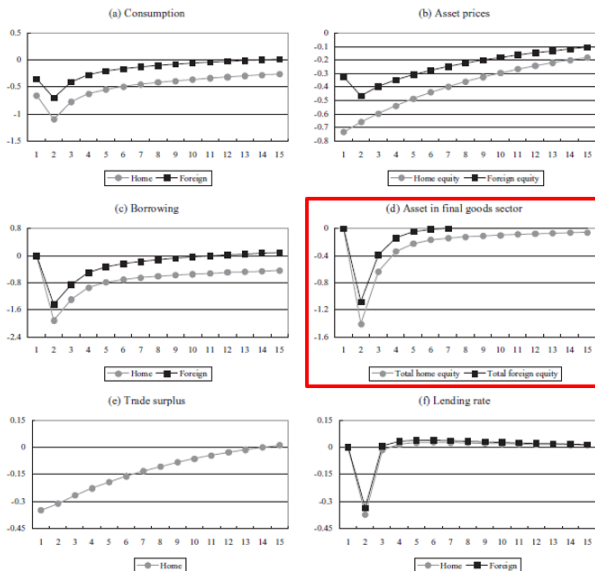 (a) Consumption
0.5
0
-0.5
-1
-1.5
1 2 3 4 5 6 7 8 9 10 11 12 13 14 15
Home Foreign
(b) Asset prices
0
-0.1
-0.2
-0.3
-0.4
-0.5
-0.6
-0.7
-0.8
1 2 3 4 5 6 7 8 9 10 11 12 13 14 15
Home equity Foreign equity
(c) Borrowing
0.8
0
-0.8
-1.6
-2.4
1 2 3 4 5 6 7 8 9 10 11 12 13 14 15
Home Foreign
(d) Asset in final goods sector
0
-0.4
-0.8
-1.2
-1.6
1 2 3 4 5 6 7 8 9 10 11 12 13 14 15
Total home equity Total foreign equity
(e) Trade surplus
0.15
0
-0.15
-0.3
-0.45
1 2 3 4 5 6 7 8 9 10 11 12 13 14 15
Home
(f) Lending rate
0.15
0
-0.15
-0.3
-0.45
1 2 3 4 5 6 7 8 9 10 11 12 13 14 15
Home Foreign